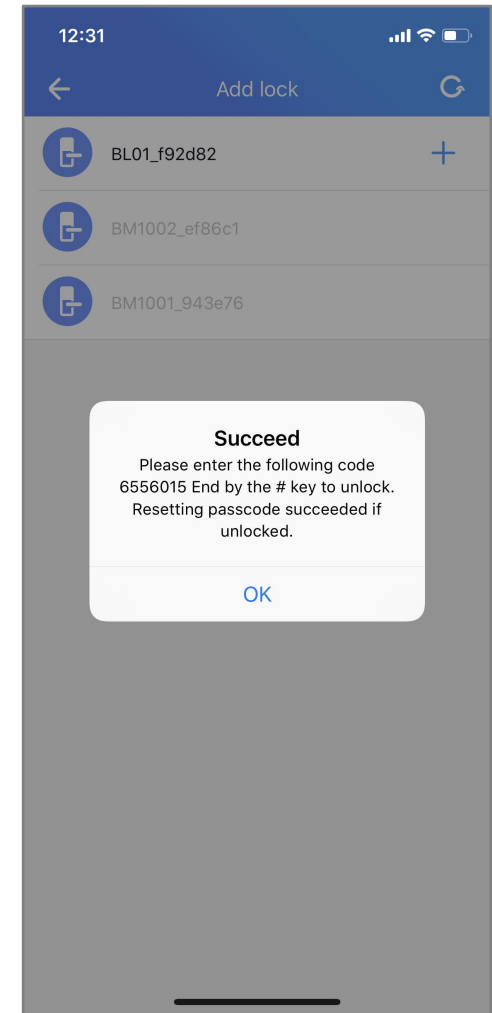 12:31
Add lock
BL01_f92d82
BM1002_ef86c1
BM1001_943e76
Succeed
Please enter the following code
6556015 End by the # key to unlock.
Resetting passcode succeeded if
unlocked.
OK